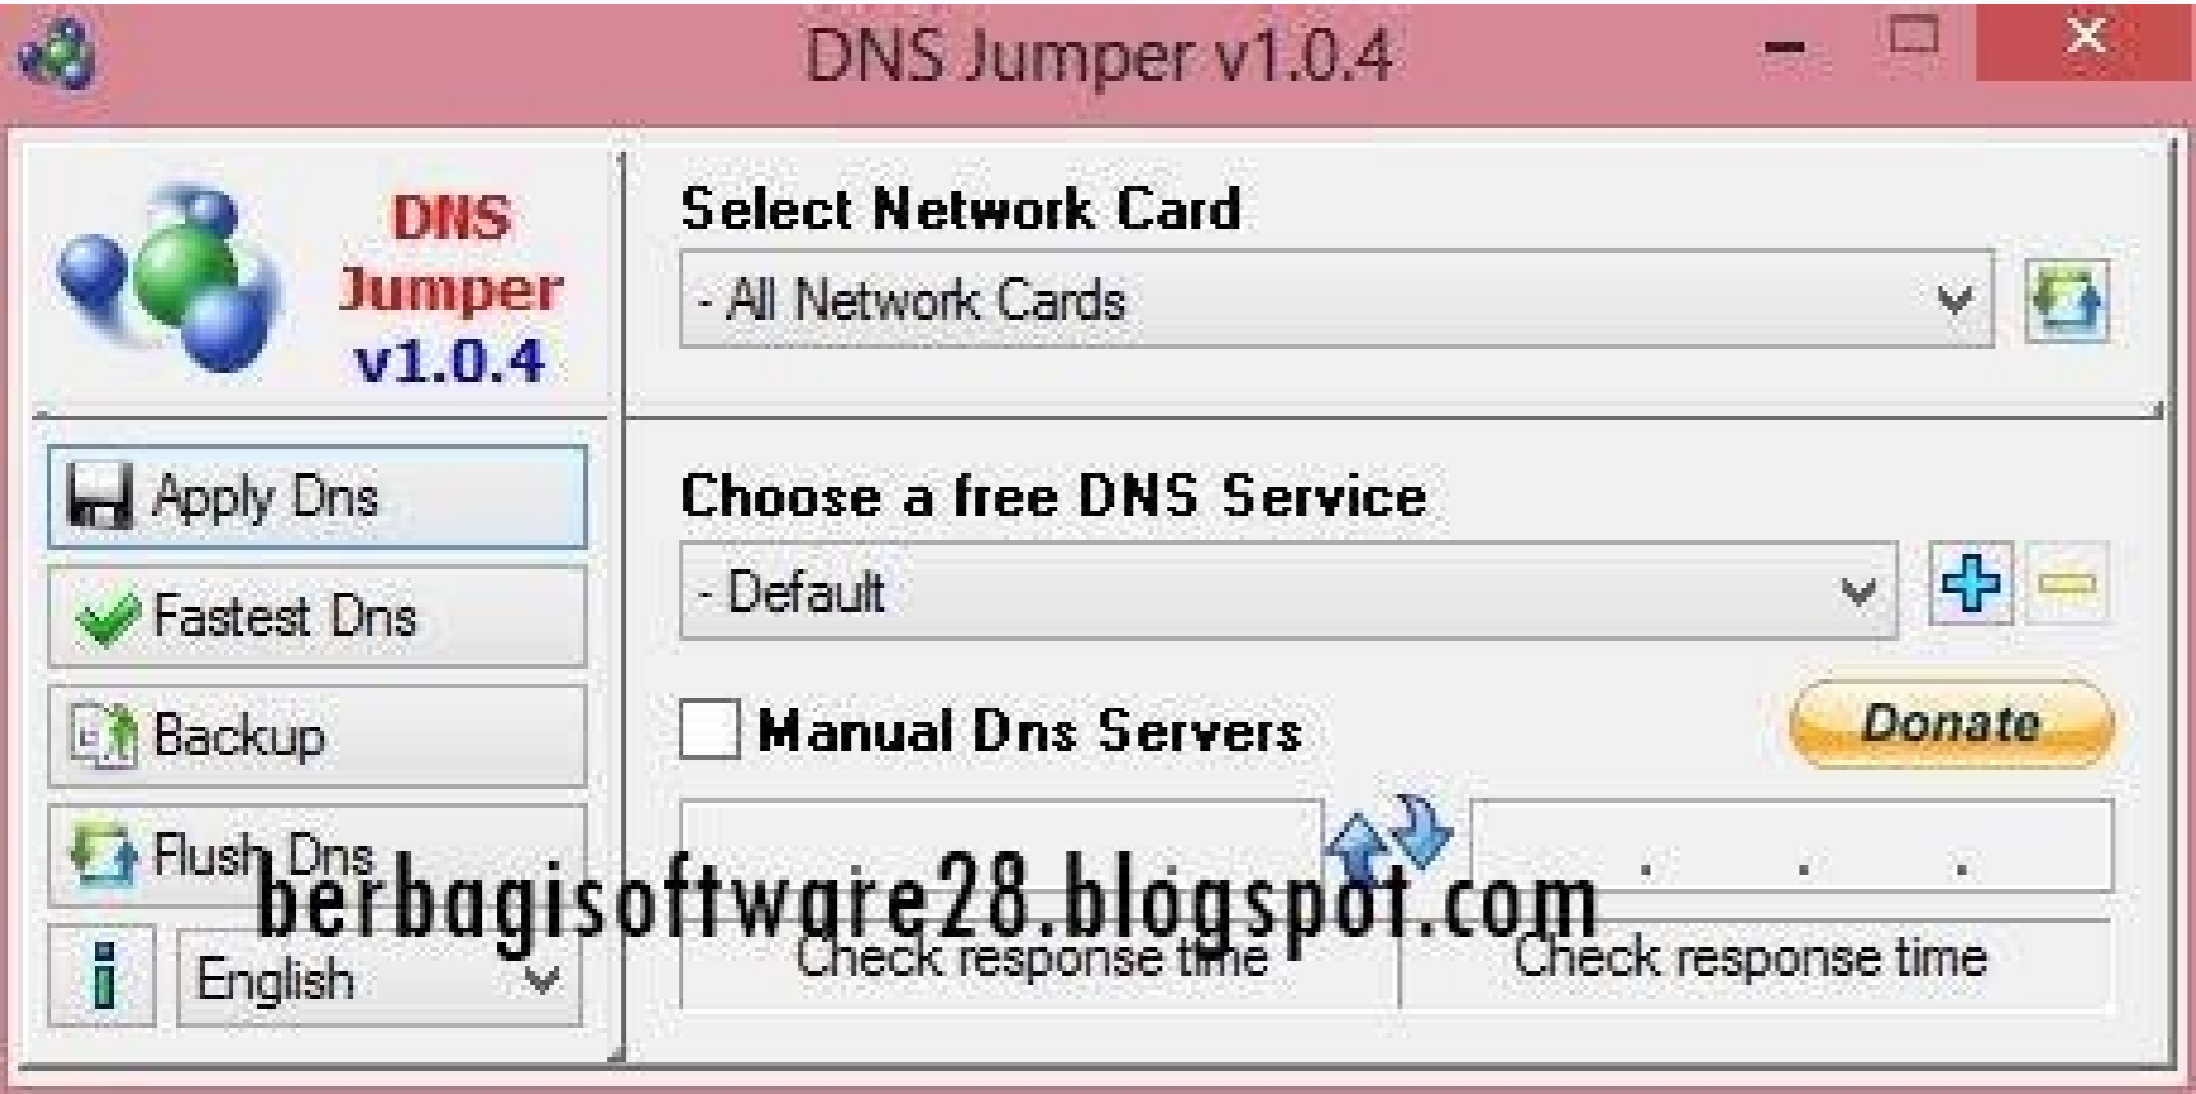 DNS Jumper v1.0.4
DNS
Jumper
v1.0.4
Select Network Card
- All Network Cards
Apply Dns
Fastest Dns
Backup
Flush Dns
English
Choose a free DNS Service
- Default
Manual Dns Servers
Donate
. . .
berbagisoftware28.blogspot.com
Check response time
Check response time